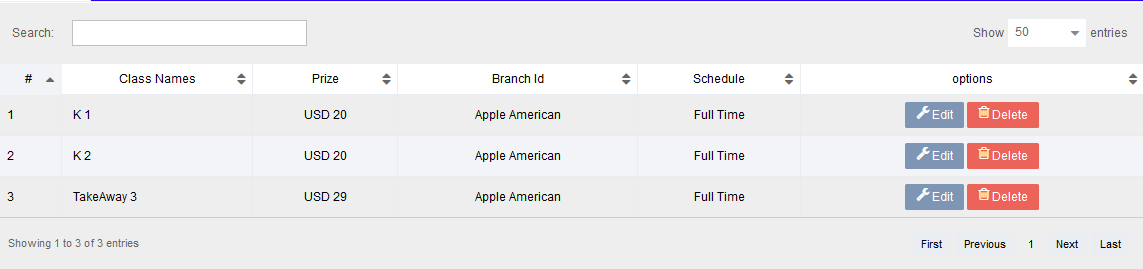 Search: Show 50 entries
# Class Names Prize Branch Id Schedule options
1 K 1 USD 20 Apple American Full Time Edit Delete
2 K 2 USD 20 Apple American Full Time Edit Delete
3 TakeAway 3 USD 29 Apple American Full Time Edit Delete
Showing 1 to 3 of 3 entries First Previous 1 Next Last